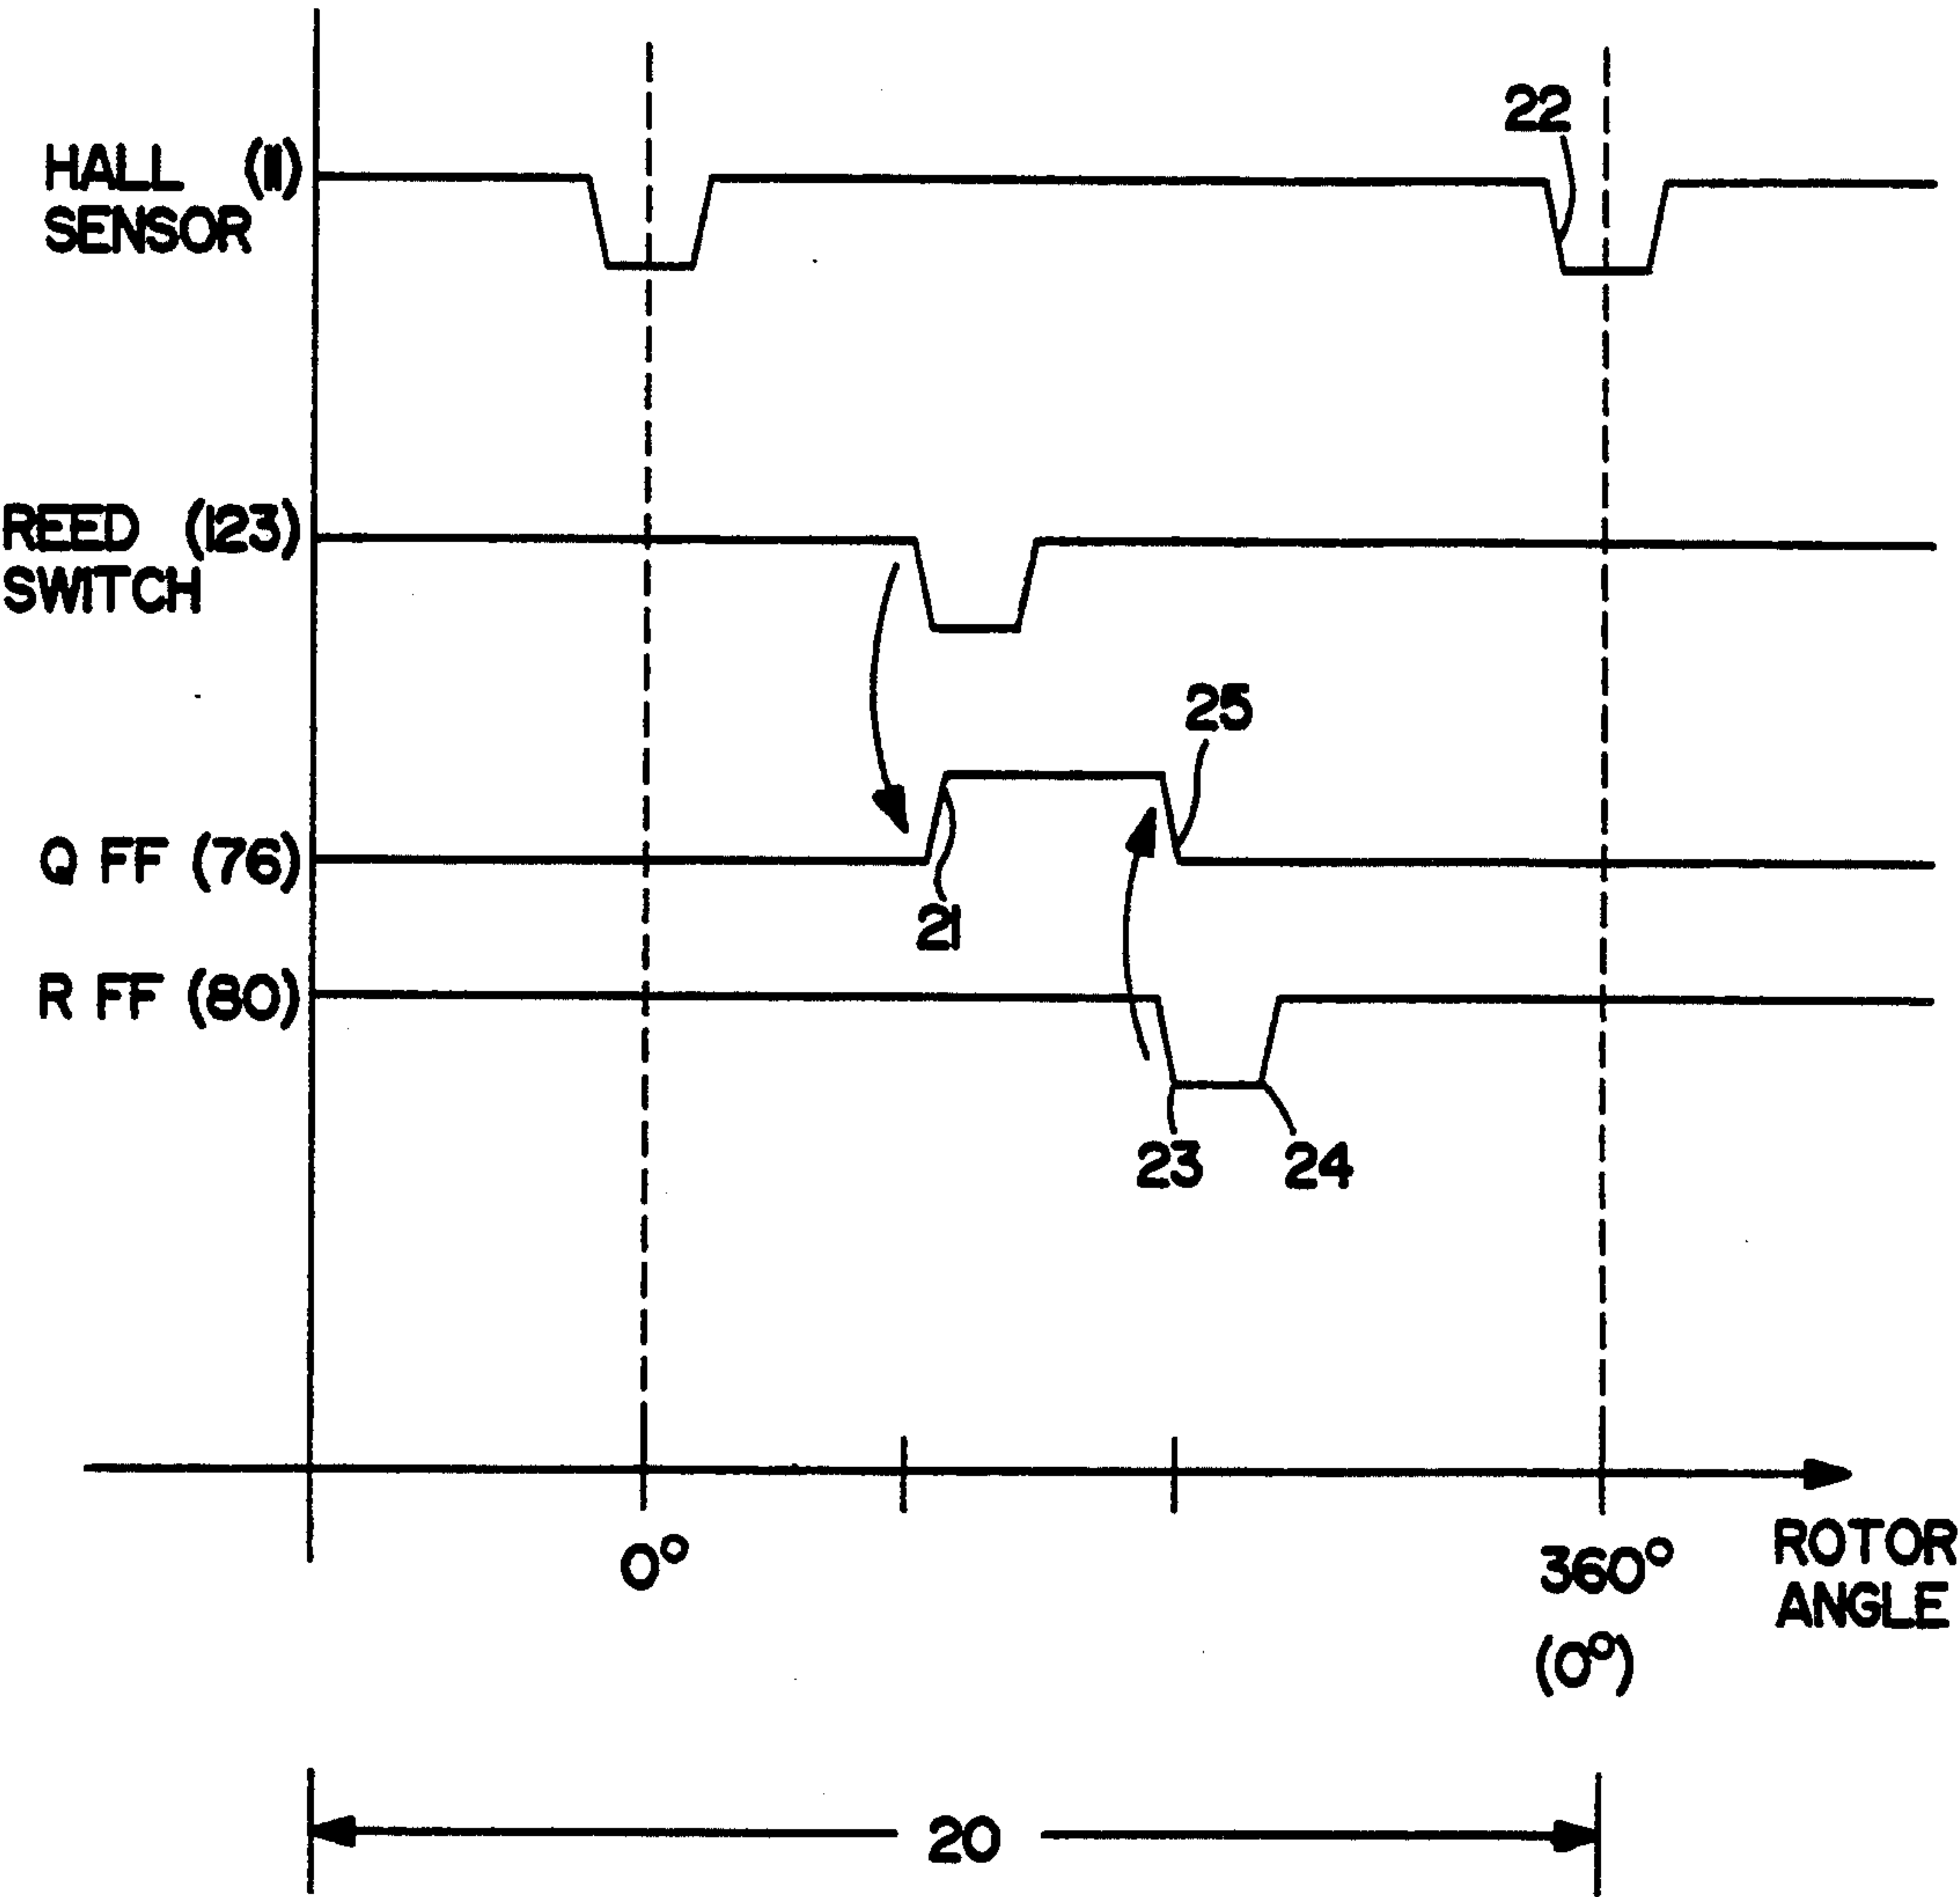 22
HALL (11)
SENSOR
REED (123)
SWITCH
25
Q FF (76)
21
R FF (80)
23 24
0° 360° ROTOR
ANGLE
(0°)
20